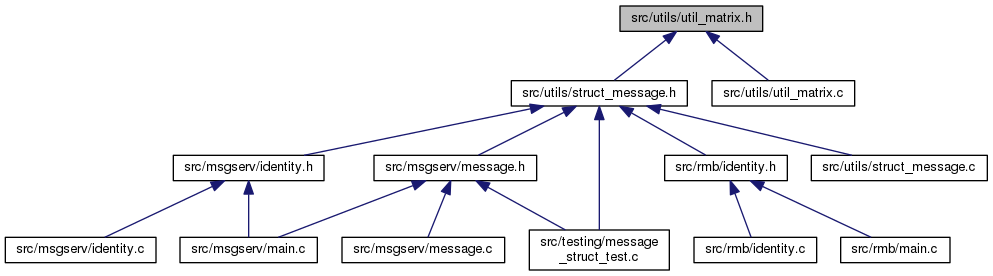 src/utils/util_matrix.h
src/utils/struct_message.h
src/utils/util_matrix.c
src/msgserv/identity.h
src/msgserv/message.h
src/rmb/identity.h
src/utils/struct_message.c
src/msgserv/identity.c
src/msgserv/main.c
src/msgserv/message.c
src/testing/message
_struct_test.c
src/rmb/identity.c
src/rmb/main.c